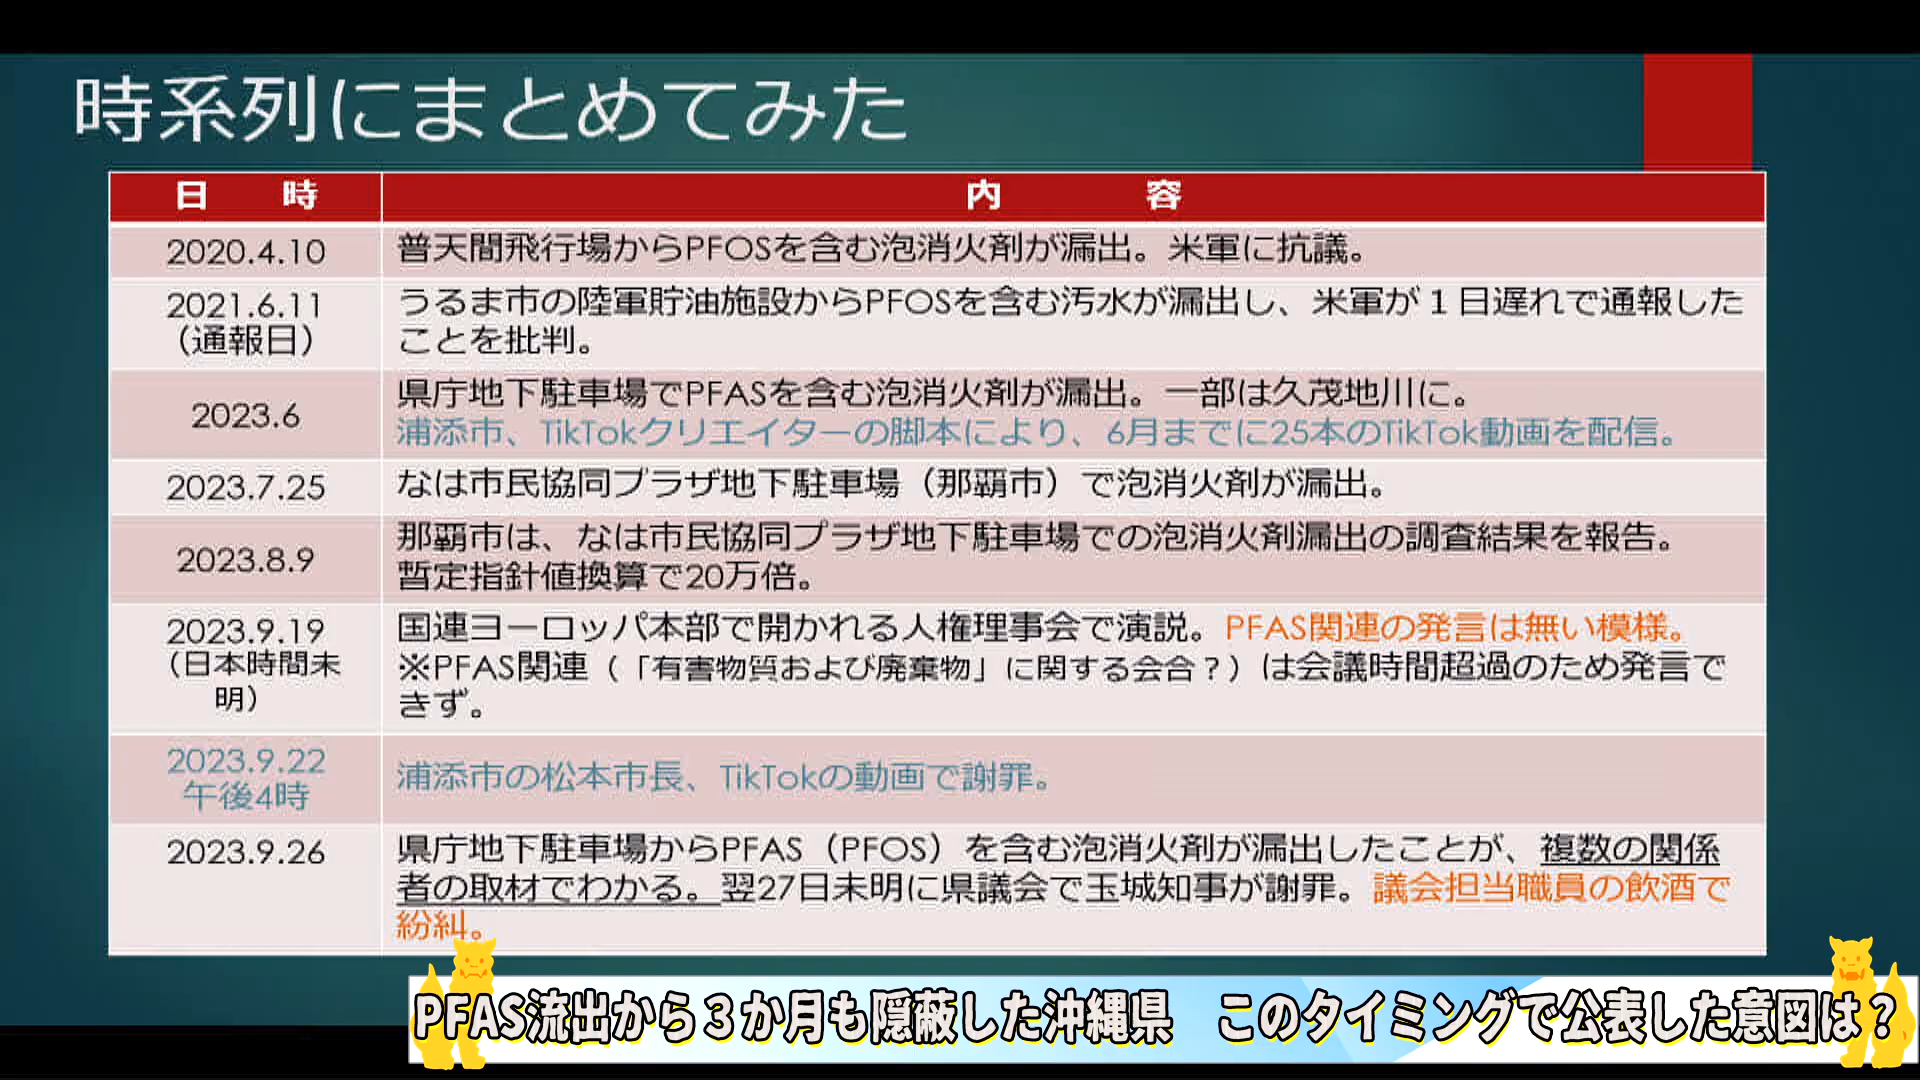 時系列にまとめてみた
日　時　内　容
2020.4.10　普天間飛行場からPFOSを含む泡消火剤が漏出。米軍に抗議。
2021.6.11　うるま市の陸軍貯油施設からPFOSを含む汚水が漏出し、米軍が１日遅れで通報した
（通報日）　ことを批判。
2023.6　県庁地下駐車場でPFASを含む泡消火剤が漏出。一部は久茂地川に。
浦添市、TikTokクリエイターの脚本により、6月までに25本のTikTok動画を配信。
2023.7.25　なは市民協同プラザ地下駐車場（那覇市）で泡消火剤が漏出。
2023.8.9　那覇市は、なは市民協同プラザ地下駐車場での泡消火剤漏出の調査結果を報告。
暫定指針値換算で20万倍。
2023.9.19　国連ヨーロッパ本部で開かれる人権理事会で演説。PFAS関連の発言は無い模様。
（日本時間未　※PFAS関連（「有害物質および廃棄物」に関する会合？）は会議時間超過のため発言で
明）　きず。
2023.9.22
午後4時　浦添市の松本市長、TikTokの動画で謝罪。
2023.9.26　県庁地下駐車場からPFAS（PFOS）を含む泡消火剤が漏出したことが、複数の関係
者の取材でわかる。翌27日未明に県議会で玉城知事が謝罪。議会担当職員の飲酒で
紛糾。
PFAS流出から３か月も隠蔽した沖縄県　このタイミングで公表した意図は？